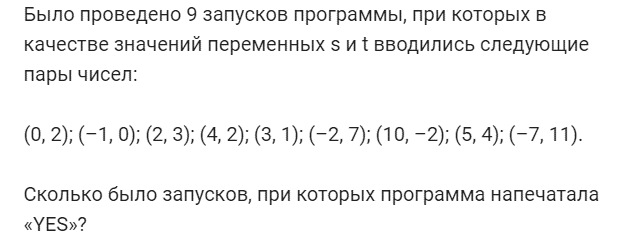 Было проведено 9 запусков программы, при которых в
качестве значений переменных s и t вводились следующие
пары чисел:
(0, 2); (−1, 0); (2, 3); (4, 2); (3, 1); (−2, 7); (10, −2); (5, 4); (−7, 11).
Сколько было запусков, при которых программа напечатала
«YES»?